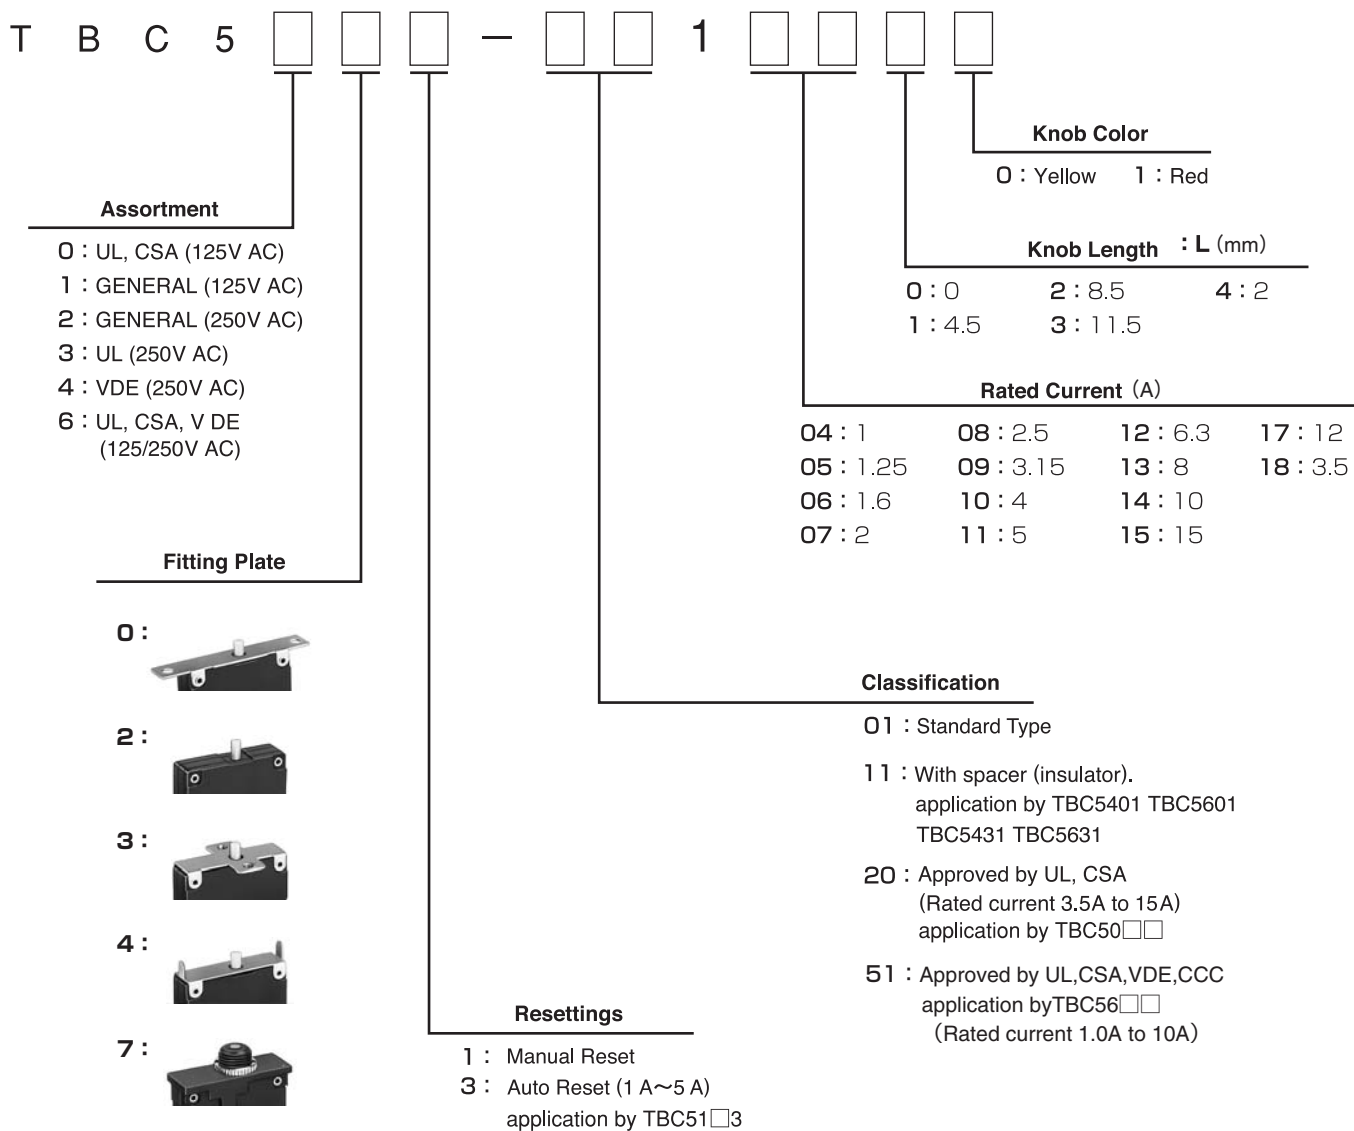 T B C 5 □ □ □ - □ □ 1 □ □ □ □
Knob Color
0 : Yellow 1 : Red
Knob Length : L (mm)
0 : 0 2 : 8.5 4 : 2
1 : 4.5 3 : 11.5
Rated Current (A)
04 : 1 08 : 2.5 12 : 6.3 17 : 12
05 : 1.25 09 : 3.15 13 : 8 18 : 3.5
06 : 1.6 10 : 4 14 : 10
07 : 2 11 : 5 15 : 15
Assortment
0 : UL, CSA (125V AC)
1 : GENERAL (125V AC)
2 : GENERAL (250V AC)
3 : UL (250V AC)
4 : VDE (250V AC)
6 : UL, CSA, V DE
(125/250V AC)
Fitting Plate
0 :
2 :
3 :
4 :
7 :
Resettings
1 : Manual Reset
3 : Auto Reset (1 A～5 A)
application by TBC51□3
Classification
01 : Standard Type
11 : With spacer (insulator).
application by TBC5401 TBC5601
TBC5431 TBC5631
20 : Approved by UL, CSA
(Rated current 3.5A to 15A)
application by TBC50□□
51 : Approved by UL,CSA,VDE,CCC
application byTBC56□□
(Rated current 1.0A to 10A)